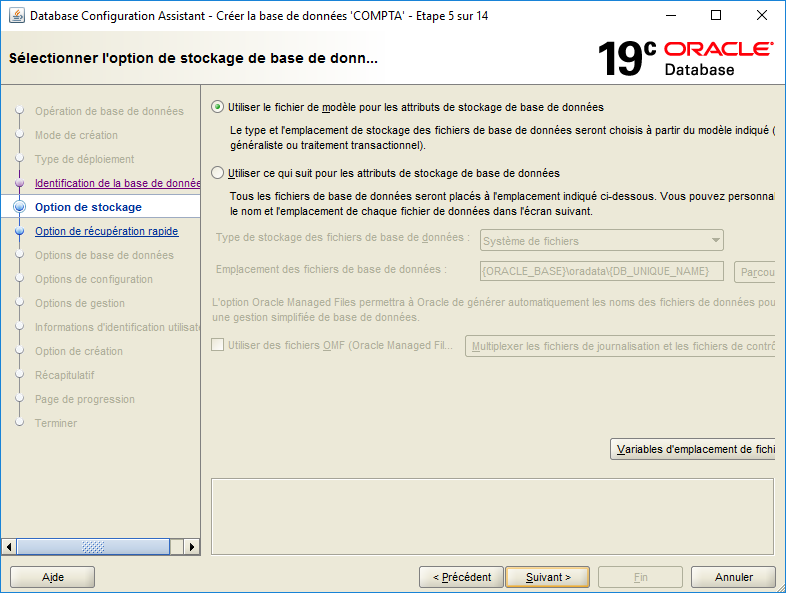 Database Configuration Assistant - Créer la base de données 'COMPTA' - Etape 5 sur 14
Sélectionner l'option de stockage de base de donn...
19c ORACLE
Database
Opération de base de données
Mode de création
Type de déploiement
Identification de la base de donnée
Option de stockage
Option de récupération rapide
Options de base de données
Options de configuration
Options de gestion
Informations d'identification utilisate
Option de création
Récapitulatif
Page de progression
Terminer
Utiliser le fichier de modèle pour les attributs de stockage de base de données
Le type et l'emplacement de stockage des fichiers de base de données seront choisis à partir du modèle indiqué (
généraliste ou traitement transactionnel).
Utiliser ce qui suit pour les attributs de stockage de base de données
Tous les fichiers de base de données seront placés à l'emplacement indiqué ci-dessous. Vous pouvez personnal
le nom et l'emplacement de chaque fichier de données dans l'écran suivant.
Type de stockage des fichiers de base de données :
Système de fichiers
Emplacement des fichiers de base de données :
{ORACLE_BASE}\oradata\{DB_UNIQUE_NAME}
Parcou
L'option Oracle Managed Files permettra à Oracle de générer automatiquement les noms des fichiers de données pou
une gestion simplifiée de base de données.
Utiliser des fichiers OMF (Oracle Managed Fil...
Multiplexer les fichiers de journalisation et les fichiers de contrô
Variables d'emplacement de fichi
Aide
< Précédent
Suivant >
Fin
Annuler